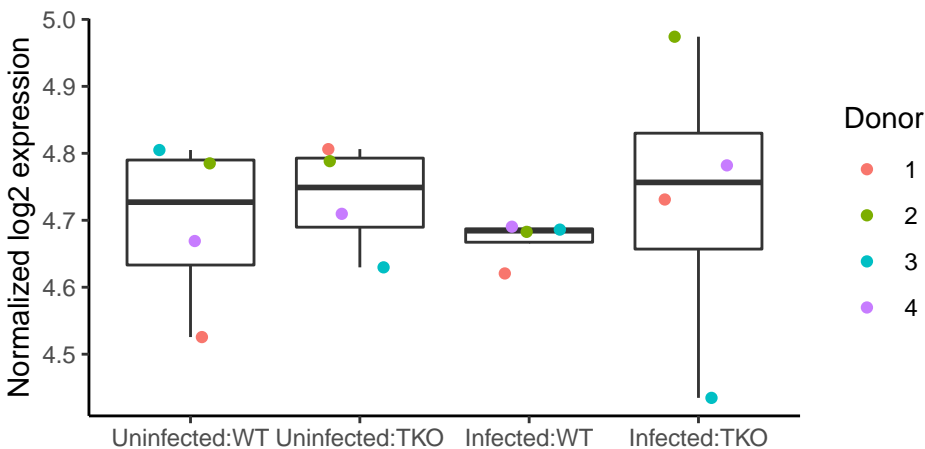 Normalized log2 expression
5.0
4.9
4.8
4.7
4.6
4.5
Uninfected:WT
Uninfected:TKO
Infected:WT
Infected:TKO
Donor
1
2
3
4